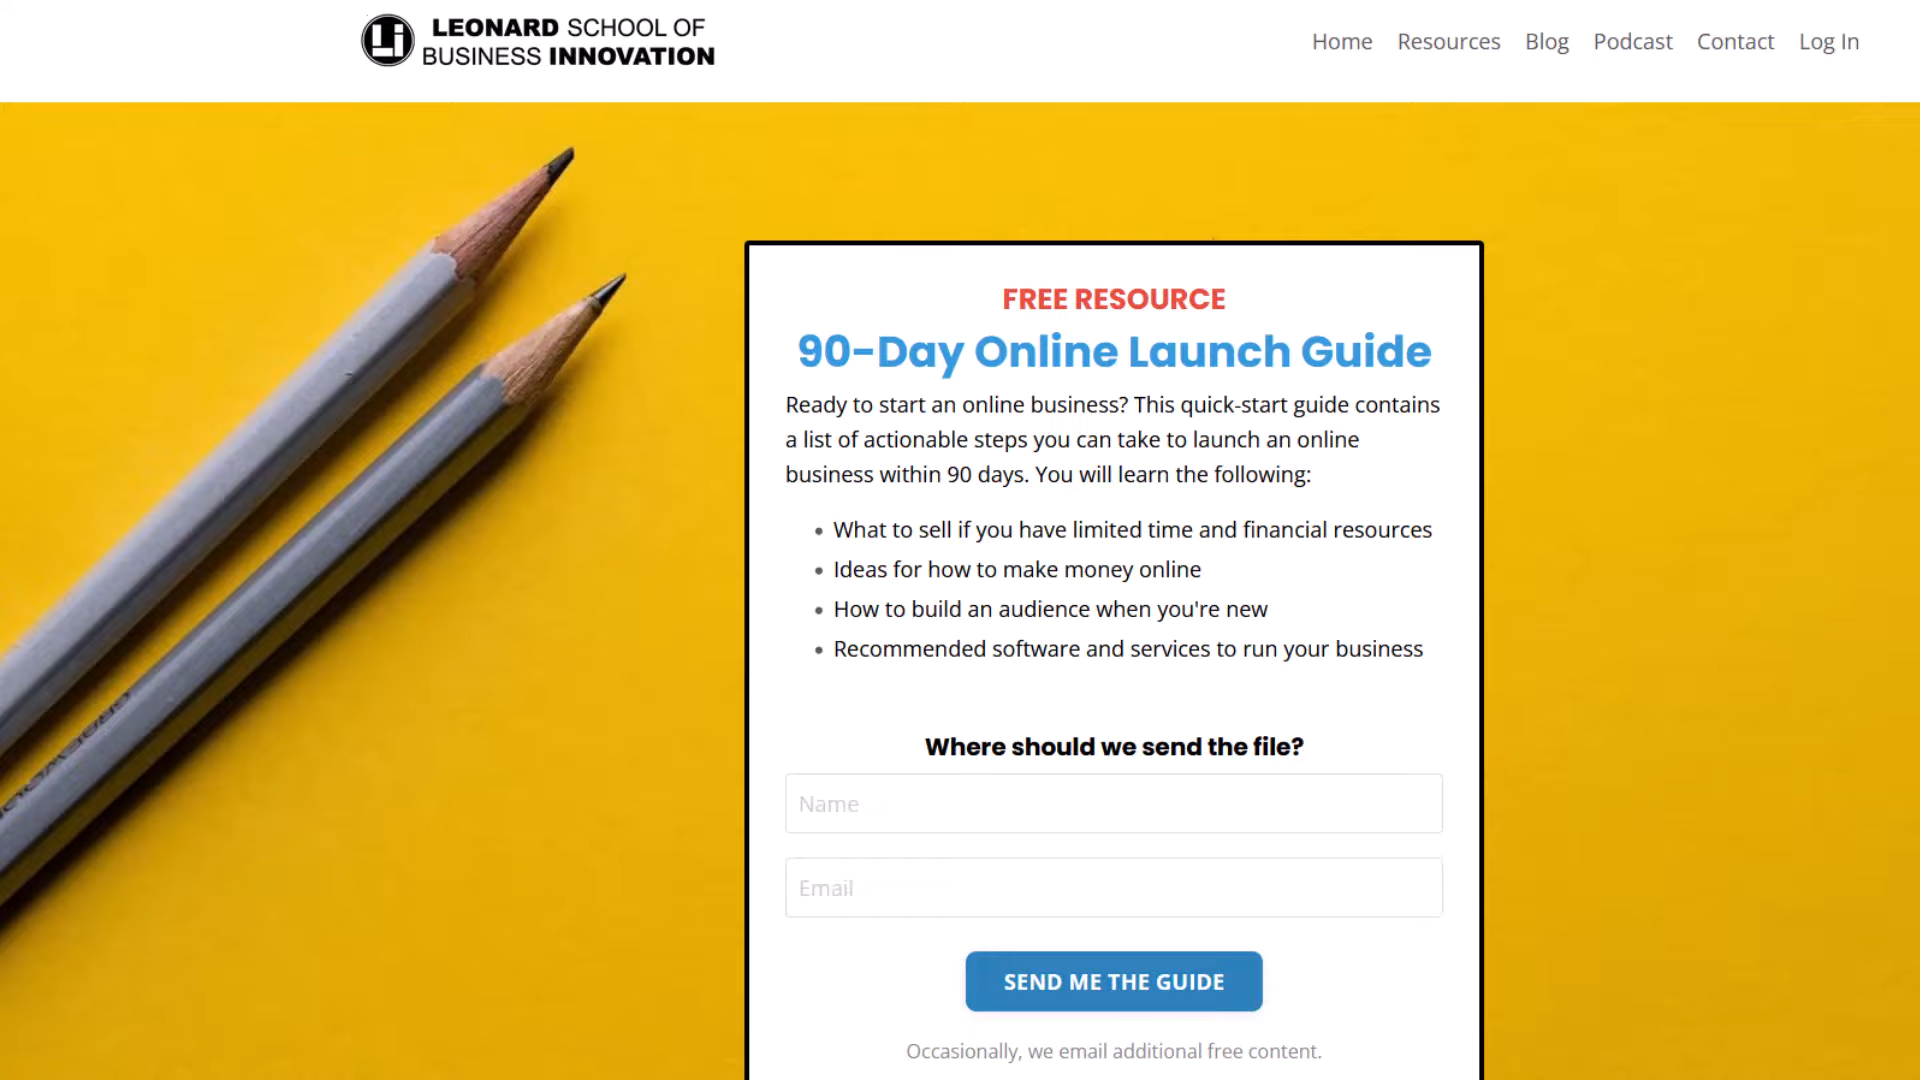 LEONARD SCHOOL OF
BUSINESS INNOVATION
Home Resources Blog Podcast Contact Log In
FREE RESOURCE
90-Day Online Launch Guide
Ready to start an online business? This quick-start guide contains
a list of actionable steps you can take to launch an online
business within 90 days. You will learn the following:
• What to sell if you have limited time and financial resources
• Ideas for how to make money online
• How to build an audience when you're new
• Recommended software and services to run your business
Where should we send the file?
Name
Email
SEND ME THE GUIDE
Occasionally, we email additional free content.